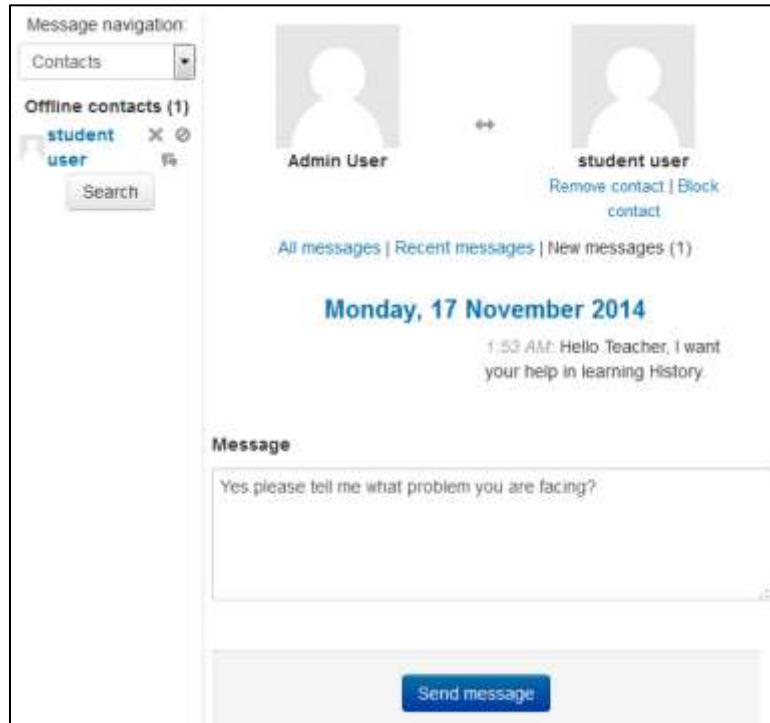 Message navigation:
Contacts
Offline contacts (1)
student
user
Search
Admin User
student user
Remove contact | Block
contact
All messages | Recent messages | New messages (1)
Monday, 17 November 2014
1:53 AM: Hello Teacher, I want
your help in learning History.
Message
Yes please tell me what problem you are facing?
Send message